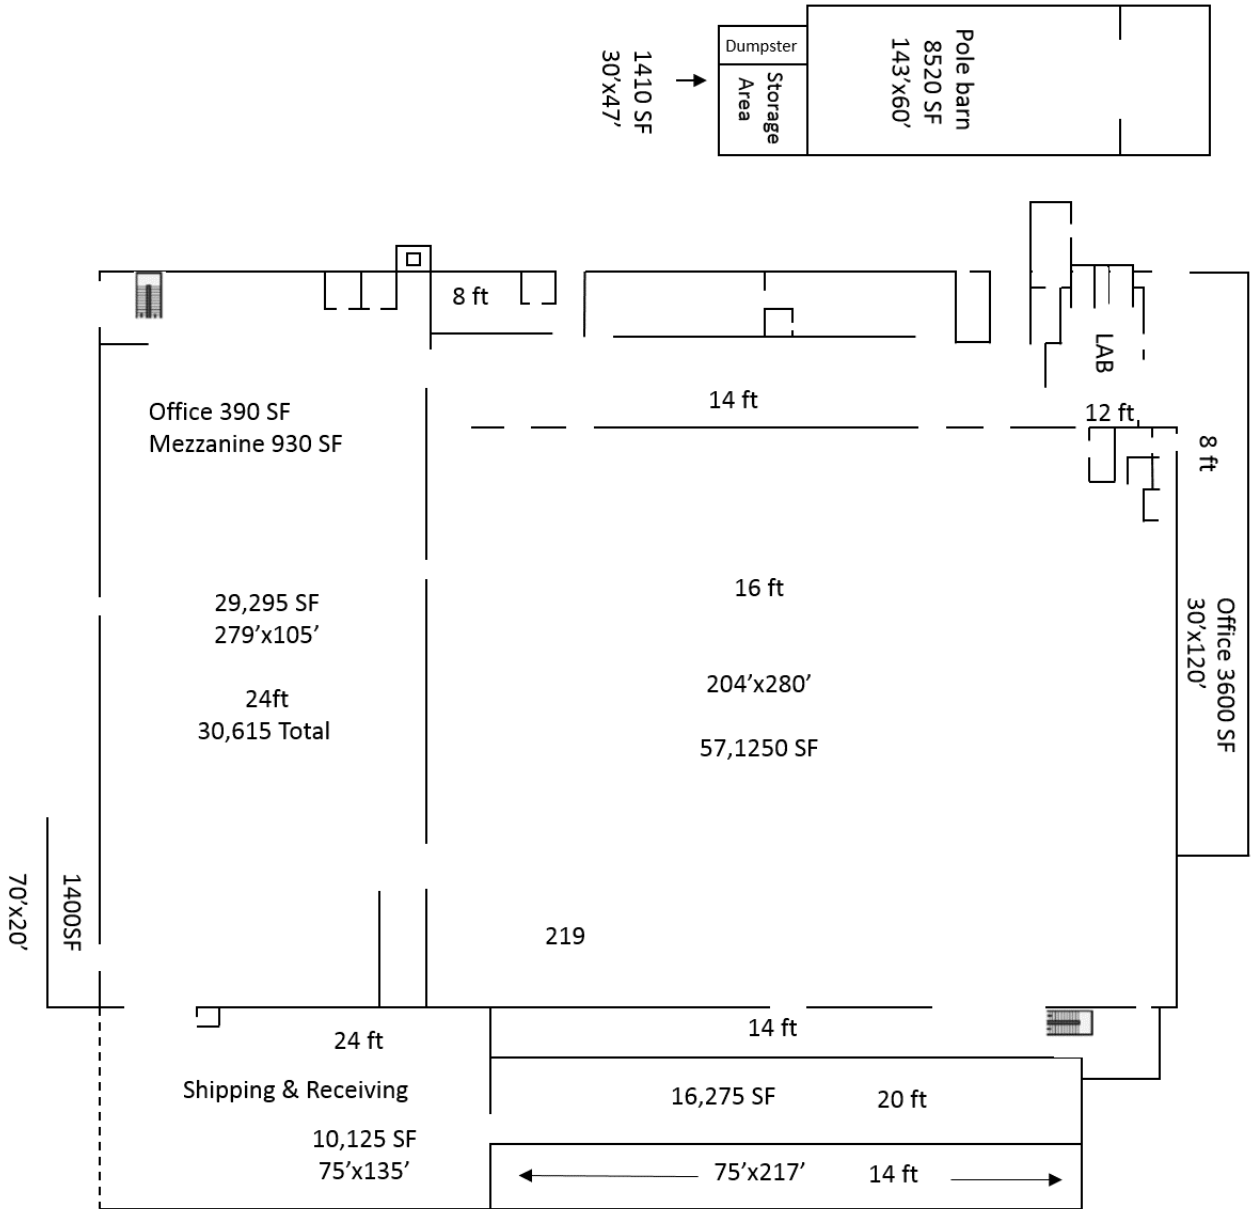 Dumpster
Storage
Area
1410 SF
30’x47’
Pole barn
8520 SF
143’x60’
8 ft
LAB
14 ft
12 ft
8 ft
Office 390 SF
Mezzanine 930 SF
29,295 SF
279’x105’
24ft
30,615 Total
16 ft
204’x280’
57,1250 SF
Office 3600 SF
30’x120’
1400SF
70’x20’
219
24 ft
14 ft
Shipping & Receiving
10,125 SF
75’x135’
16,275 SF
20 ft
75’x217’
14 ft